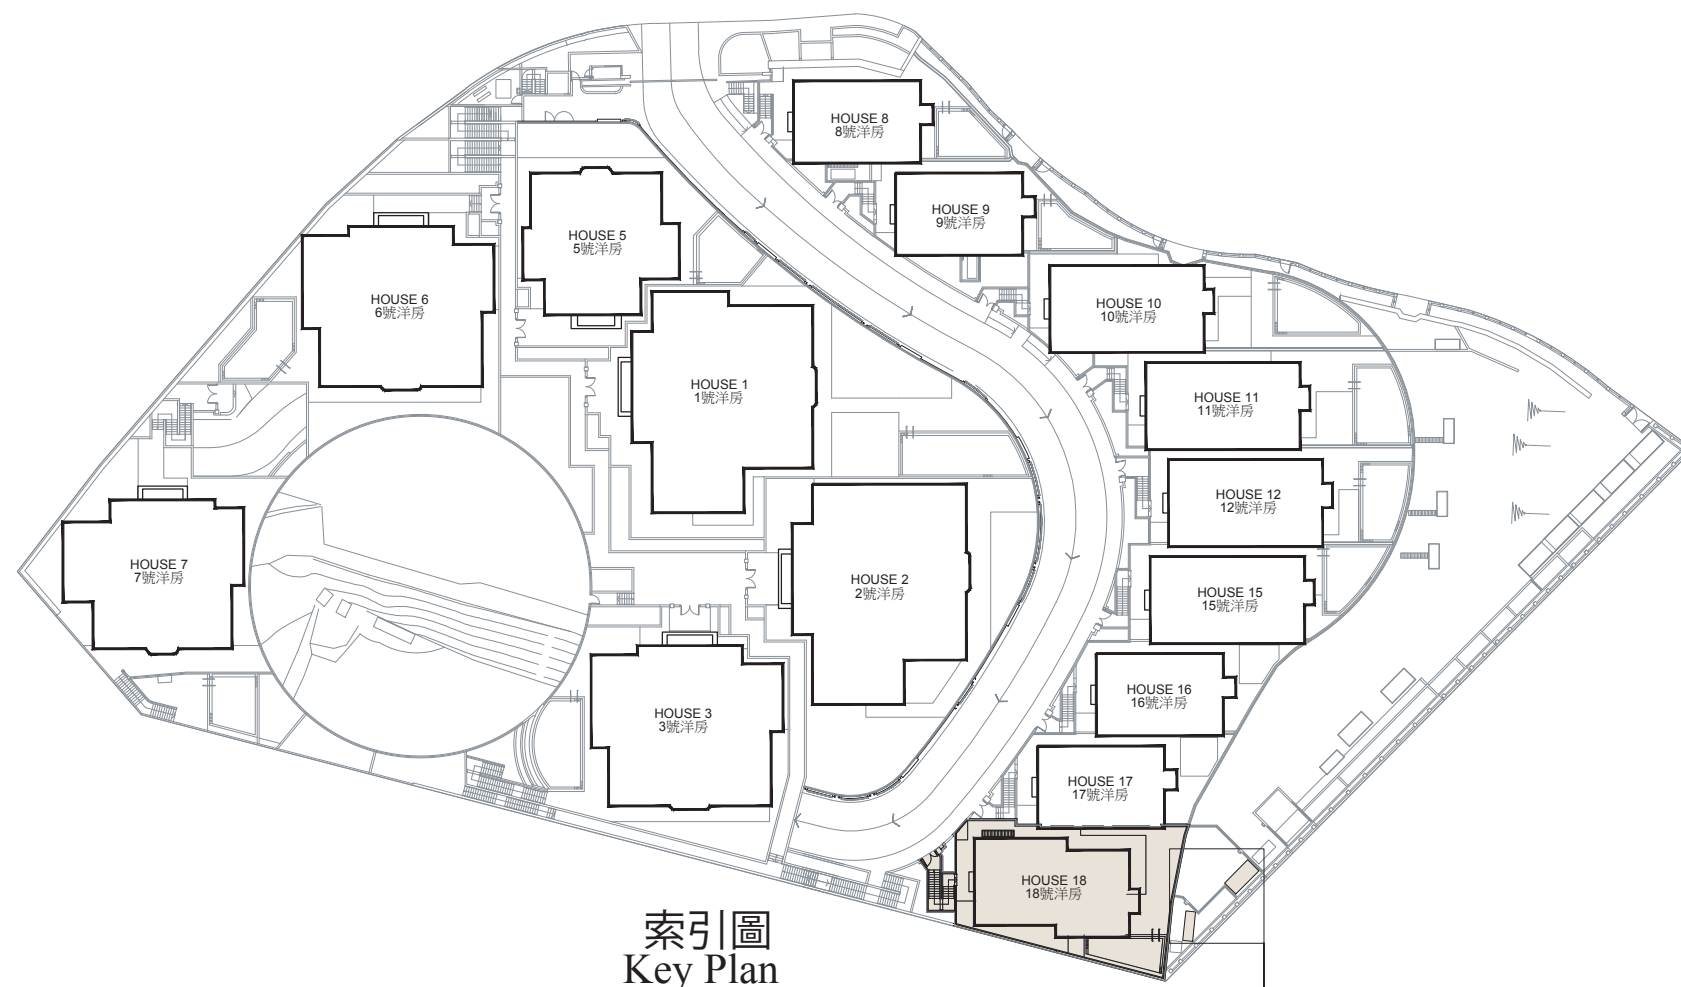 HOUSE 8
8號洋房
HOUSE 9
9號洋房
HOUSE 5
5號洋房
HOUSE 6
6號洋房
HOUSE 10
10號洋房
HOUSE 1
1號洋房
HOUSE 11
11號洋房
HOUSE 12
12號洋房
HOUSE 7
7號洋房
HOUSE 2
2號洋房
HOUSE 15
15號洋房
HOUSE 16
16號洋房
HOUSE 3
3號洋房
HOUSE 17
17號洋房
HOUSE 18
18號洋房
索引圖
Key Plan